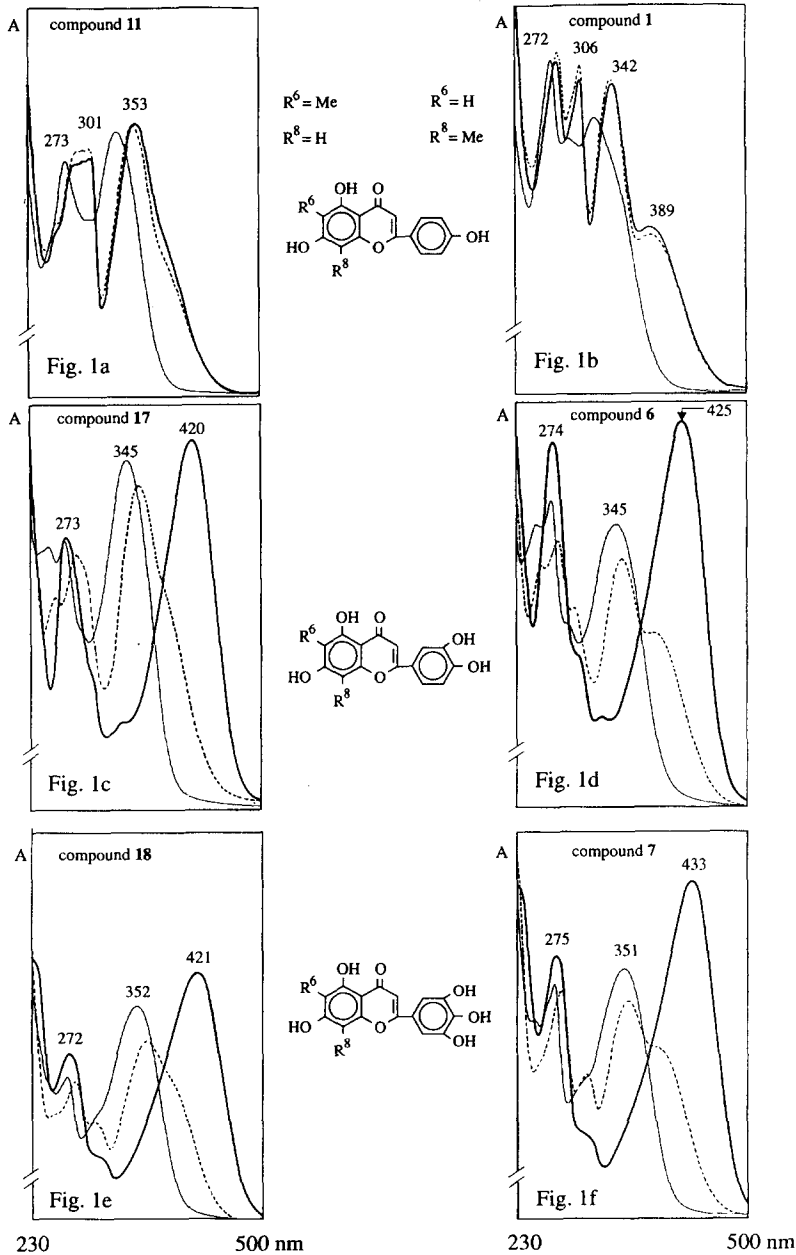 A compound 11
273 301 353
Fig. 1a
R⁶ = Me R⁶ = H
R⁸ = H R⁸ = Me
OH O
R⁶
HO O OH
R⁸
A compound 1
272 306 342
389
Fig. 1b
A compound 17
273 345 420
Fig. 1c
OH O
R⁶ OH
HO O OH
R⁸
A compound 6
274 345 425
Fig. 1d
A compound 18
272 352 421
Fig. 1e
OH O
R⁶ OH
HO O OH
R⁸ OH
A compound 7
275 351 433
Fig. 1f
230 500 nm
230 500 nm